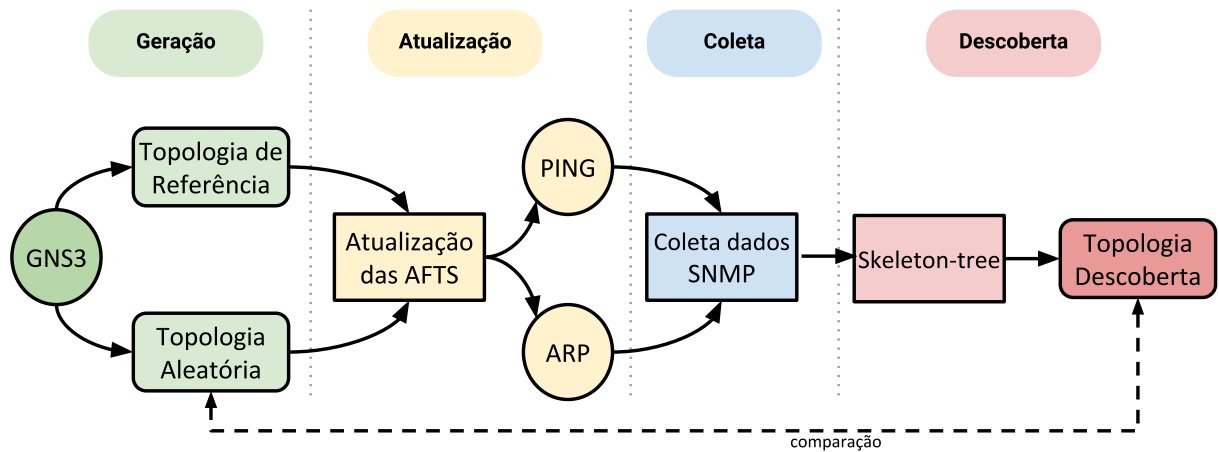 Geração
Atualização
Coleta
Descoberta
Topologia de
Referência
PING
GNS3
Atualização
das AFTS
Coleta dados
SNMP
Skeleton-tree
Topologia
Descoberta
Topologia
Aleatória
ARP
comparação